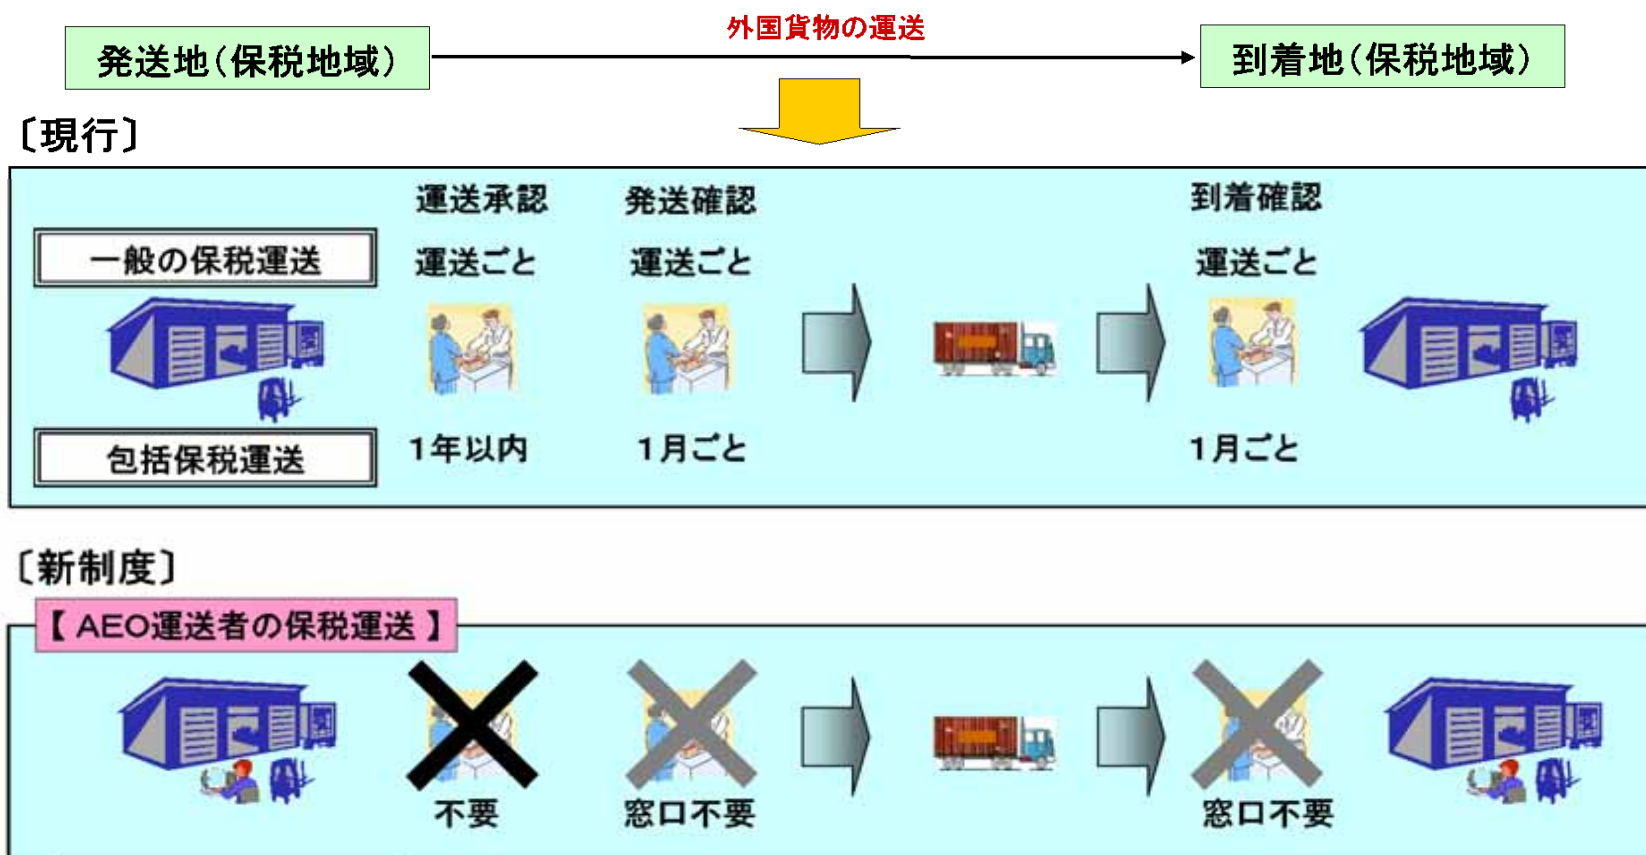 外国貨物の運送
発送地(保税地域)
到着地(保税地域)
〔現行〕
運送承認 発送確認 到着確認
一般の保税運送 運送ごと 運送ごと 運送ごと
包括保税運送 1年以内 1月ごと 1月ごと
〔新制度〕
【 AEO運送者の保税運送 】
不要 窓口不要 窓口不要